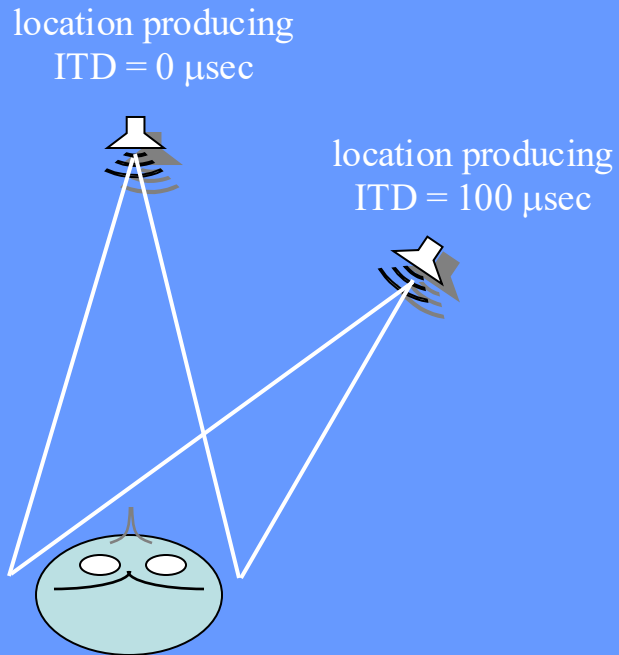 location producing
ITD = 0 μsec
location producing
ITD = 100 μsec